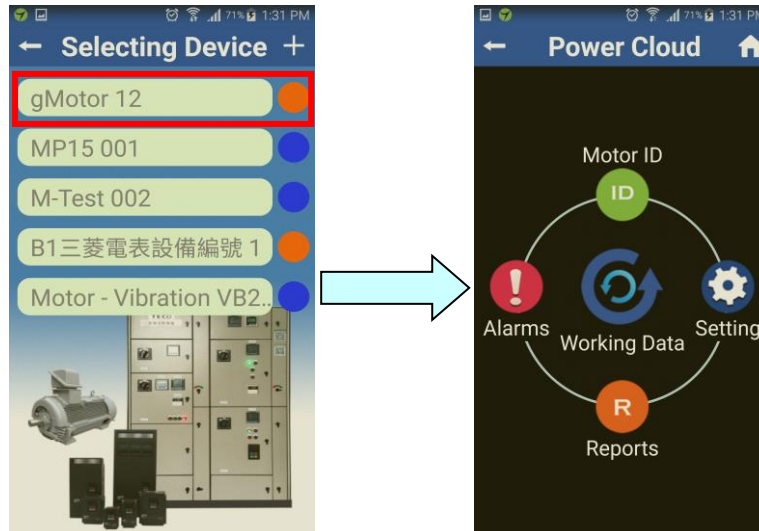 71% 1:31 PM
Selecting Device +
gMotor 12
MP15 001
M-Test 002
B1三菱電表設備編號 1
Motor - Vibration VB2..
TECO
71% 1:31 PM
Power Cloud
Motor ID
ID
Alarms
Working Data
Setting
R
Reports